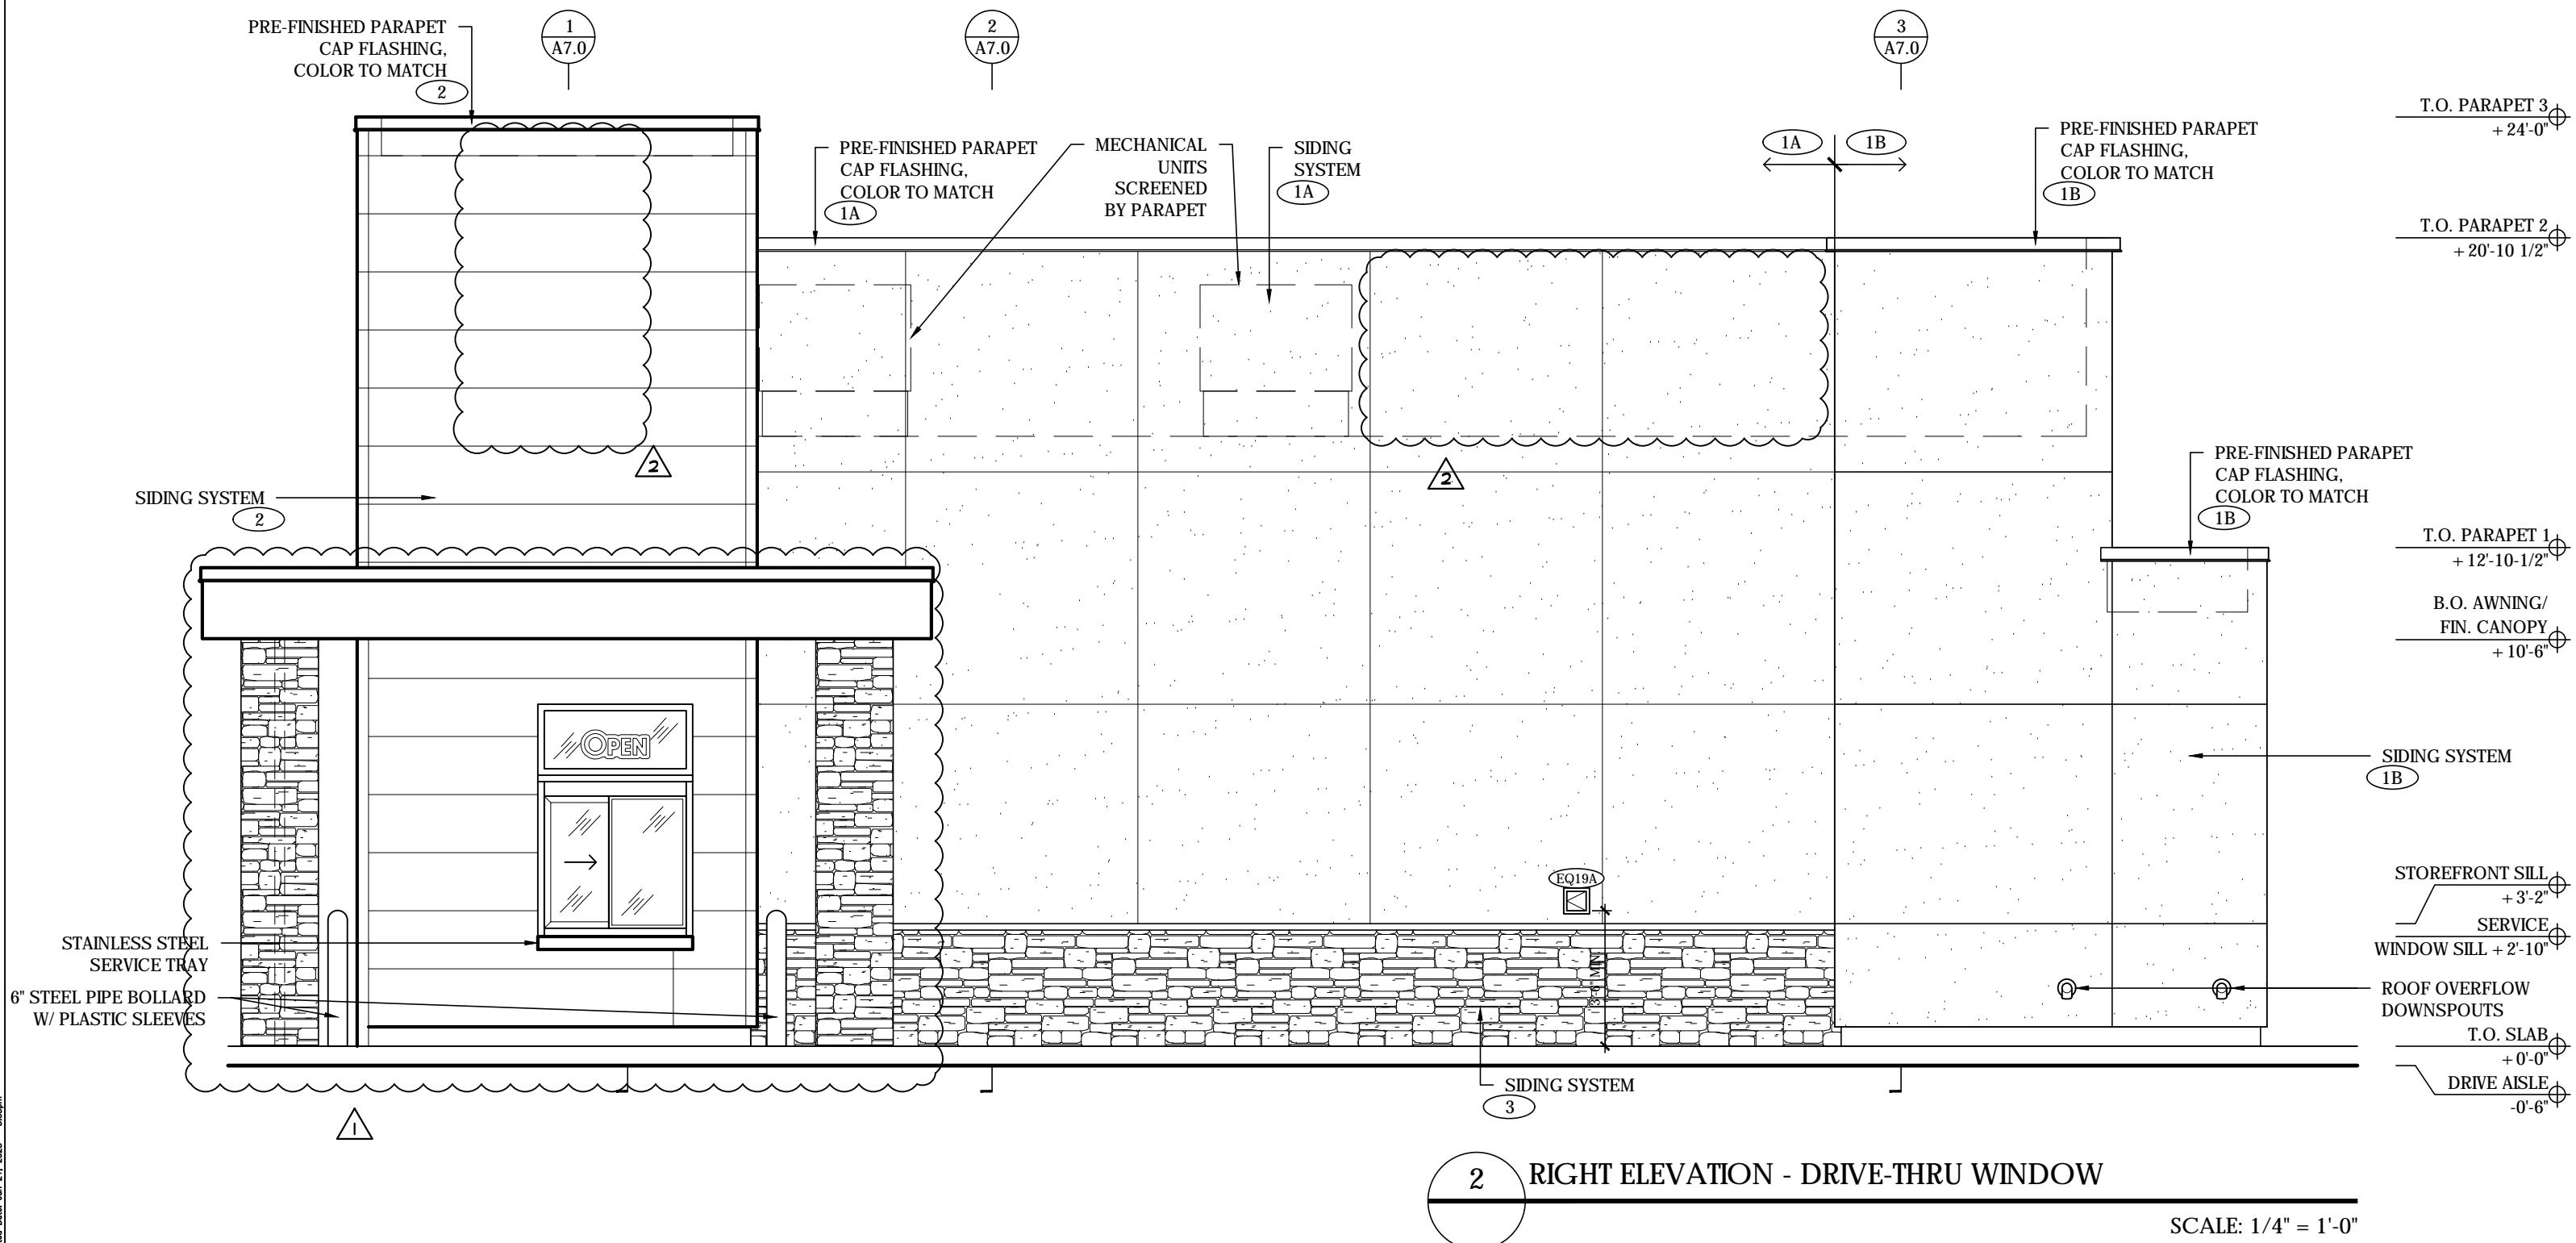 PRE-FINISHED PARAPET
CAP FLASHING,
COLOR TO MATCH
2
1
A7.0
2
A7.0
3
A7.0
PRE-FINISHED PARAPET
CAP FLASHING,
COLOR TO MATCH
1A
MECHANICAL
UNITS
SCREENED
BY PARAPET
SIDING
SYSTEM
1A
1A
1B
PRE-FINISHED PARAPET
CAP FLASHING,
COLOR TO MATCH
1B
T.O. PARAPET 3
+24'-0"
T.O. PARAPET 2
+20'-10 1/2"
2
2
SIDING SYSTEM
2
PRE-FINISHED PARAPET
CAP FLASHING,
COLOR TO MATCH
1B
T.O. PARAPET 1
+12'-10-1/2"
B.O. AWNING/
FIN. CANOPY
+10'-6"
OPEN
SIDING SYSTEM
1B
EQ19A
STOREFRONT SILL
+3'-2"
SERVICE
WINDOW SILL +2'-10"
STAINLESS STEEL
SERVICE TRAY
6" STEEL PIPE BOLLARD
W/ PLASTIC SLEEVES
ROOF OVERFLOW
DOWNSPOUTS
T.O. SLAB
+0'-0"
DRIVE AISLE
-0'-6"
SIDING SYSTEM
3
1
2
RIGHT ELEVATION - DRIVE-THRU WINDOW
SCALE: 1/4" = 1'-0"